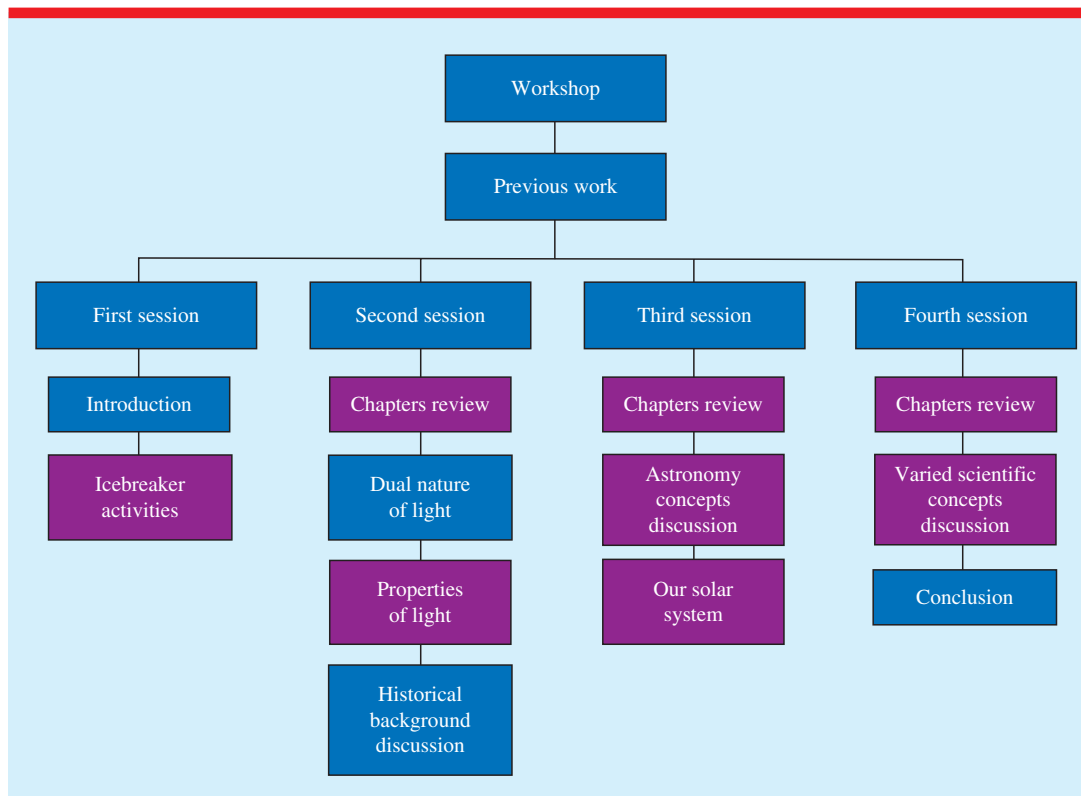 Workshop
Previous work
First session
Introduction
Icebreaker
activities
Second session
Chapters review
Dual nature
of light
Properties
of light
Historical
background
discussion
Third session
Chapters review
Astronomy
concepts
discussion
Our solar
system
Fourth session
Chapters review
Varied scientific
concepts
discussion
Conclusion